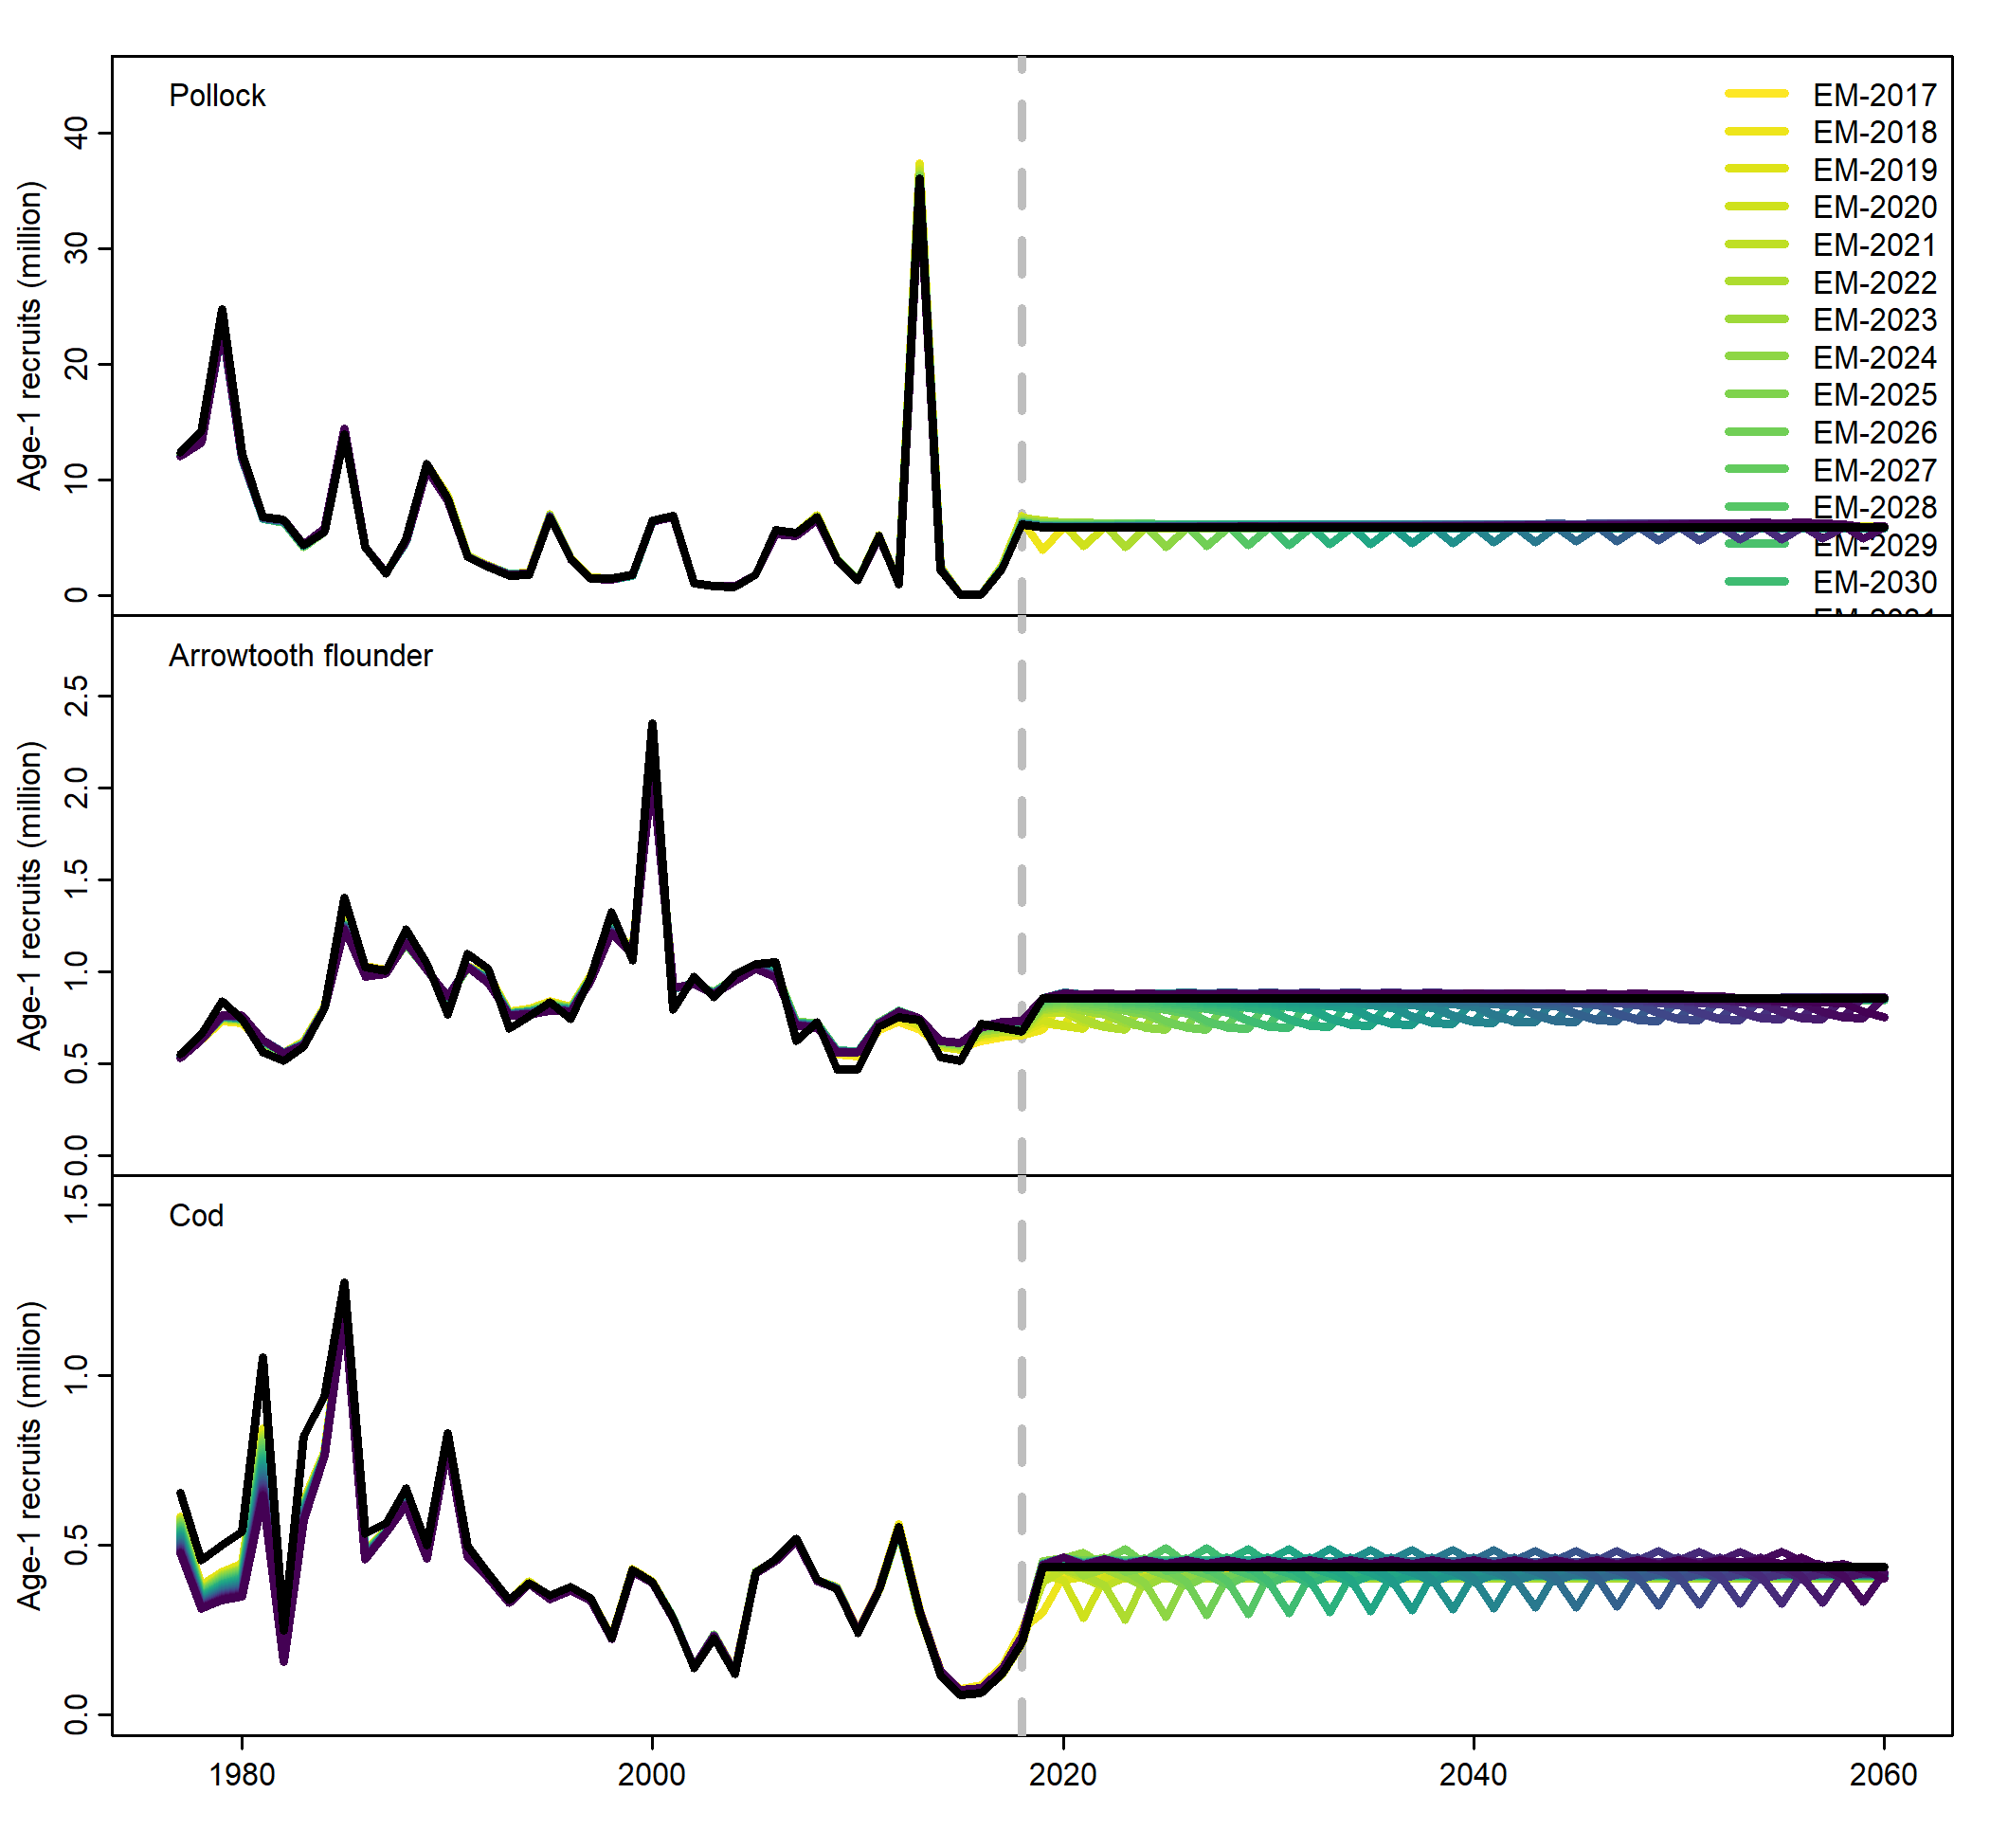 Pollock
Age-1 recruits (million)
40
30
20
10
0
EM-2017
EM-2018
EM-2019
EM-2020
EM-2021
EM-2022
EM-2023
EM-2024
EM-2025
EM-2026
EM-2027
EM-2028
EM-2029
EM-2030
Arrowtooth flounder
Age-1 recruits (million)
2.5
2.0
1.5
1.0
0.5
0.0
Cod
Age-1 recruits (million)
1.5
1.0
0.5
0.0
1980 2000 2020 2040 2060